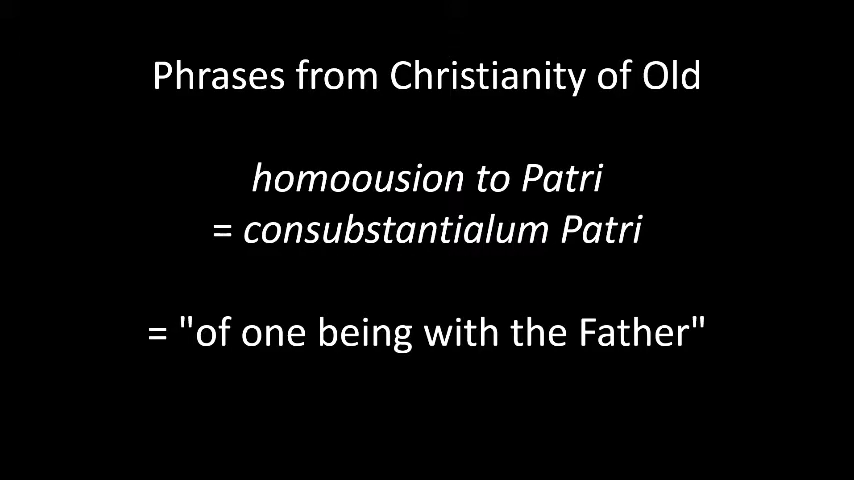 Phrases from Christianity of Old
homoousion to Patri
= consubstantialum Patri
= "of one being with the Father"